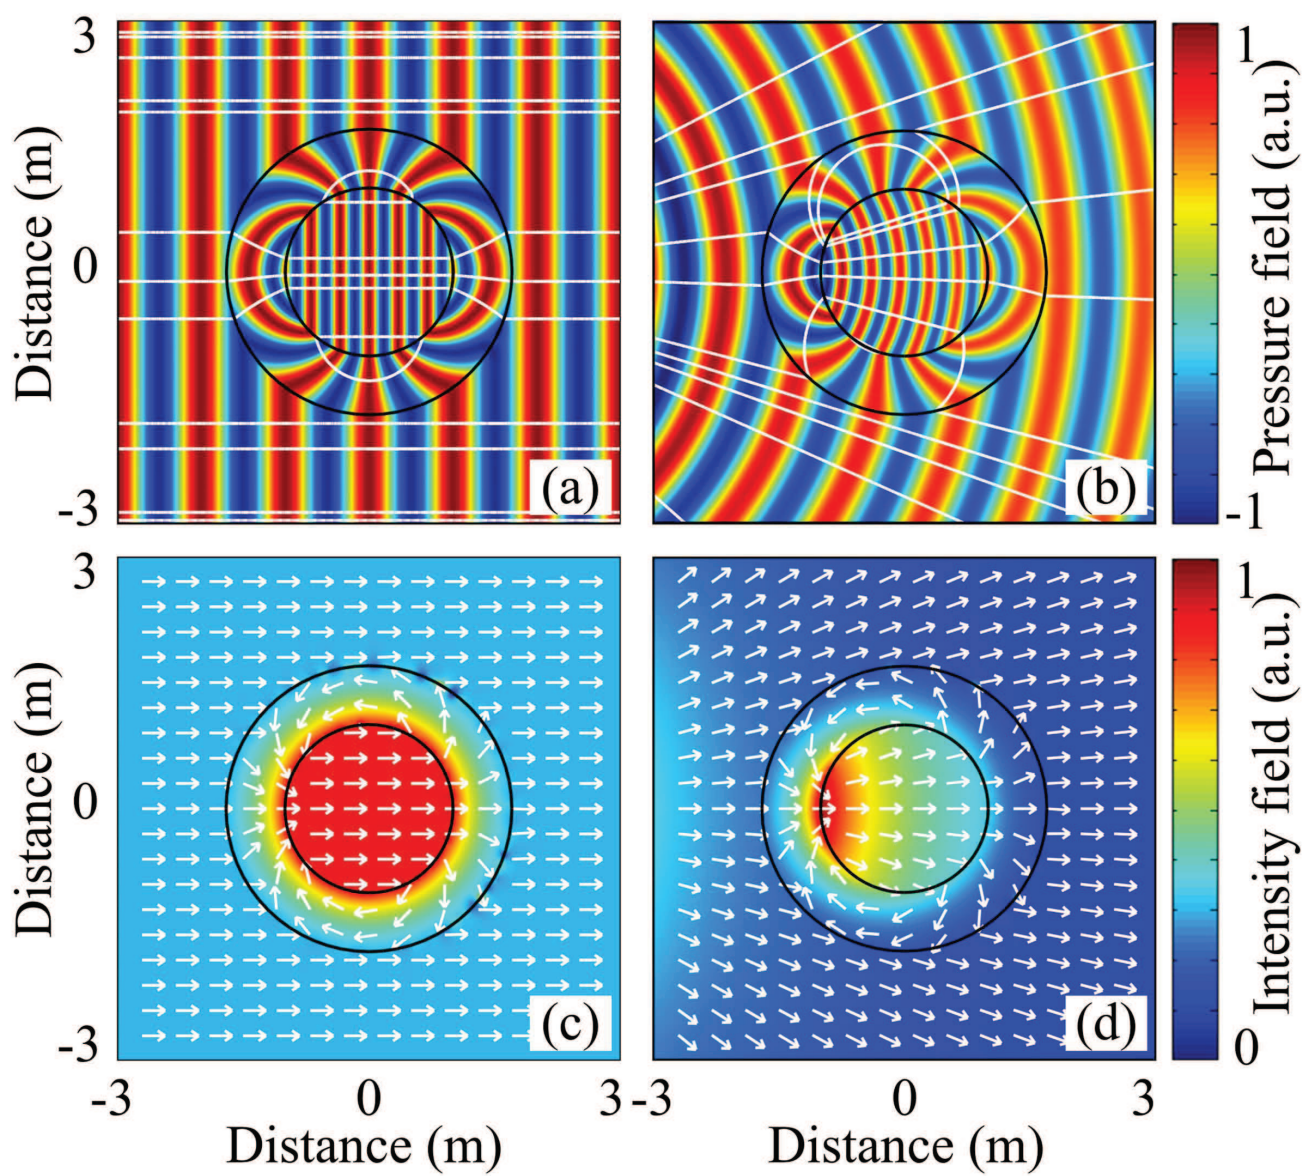 3
0
-3
Distance (m)
(a)
(b)
1
-1
Pressure field (a.u.)
3
0
-3
Distance (m)
(c)
(d)
1
0
Intensity field (a.u.)
-3
0
3
-3
0
3
Distance (m)
Distance (m)